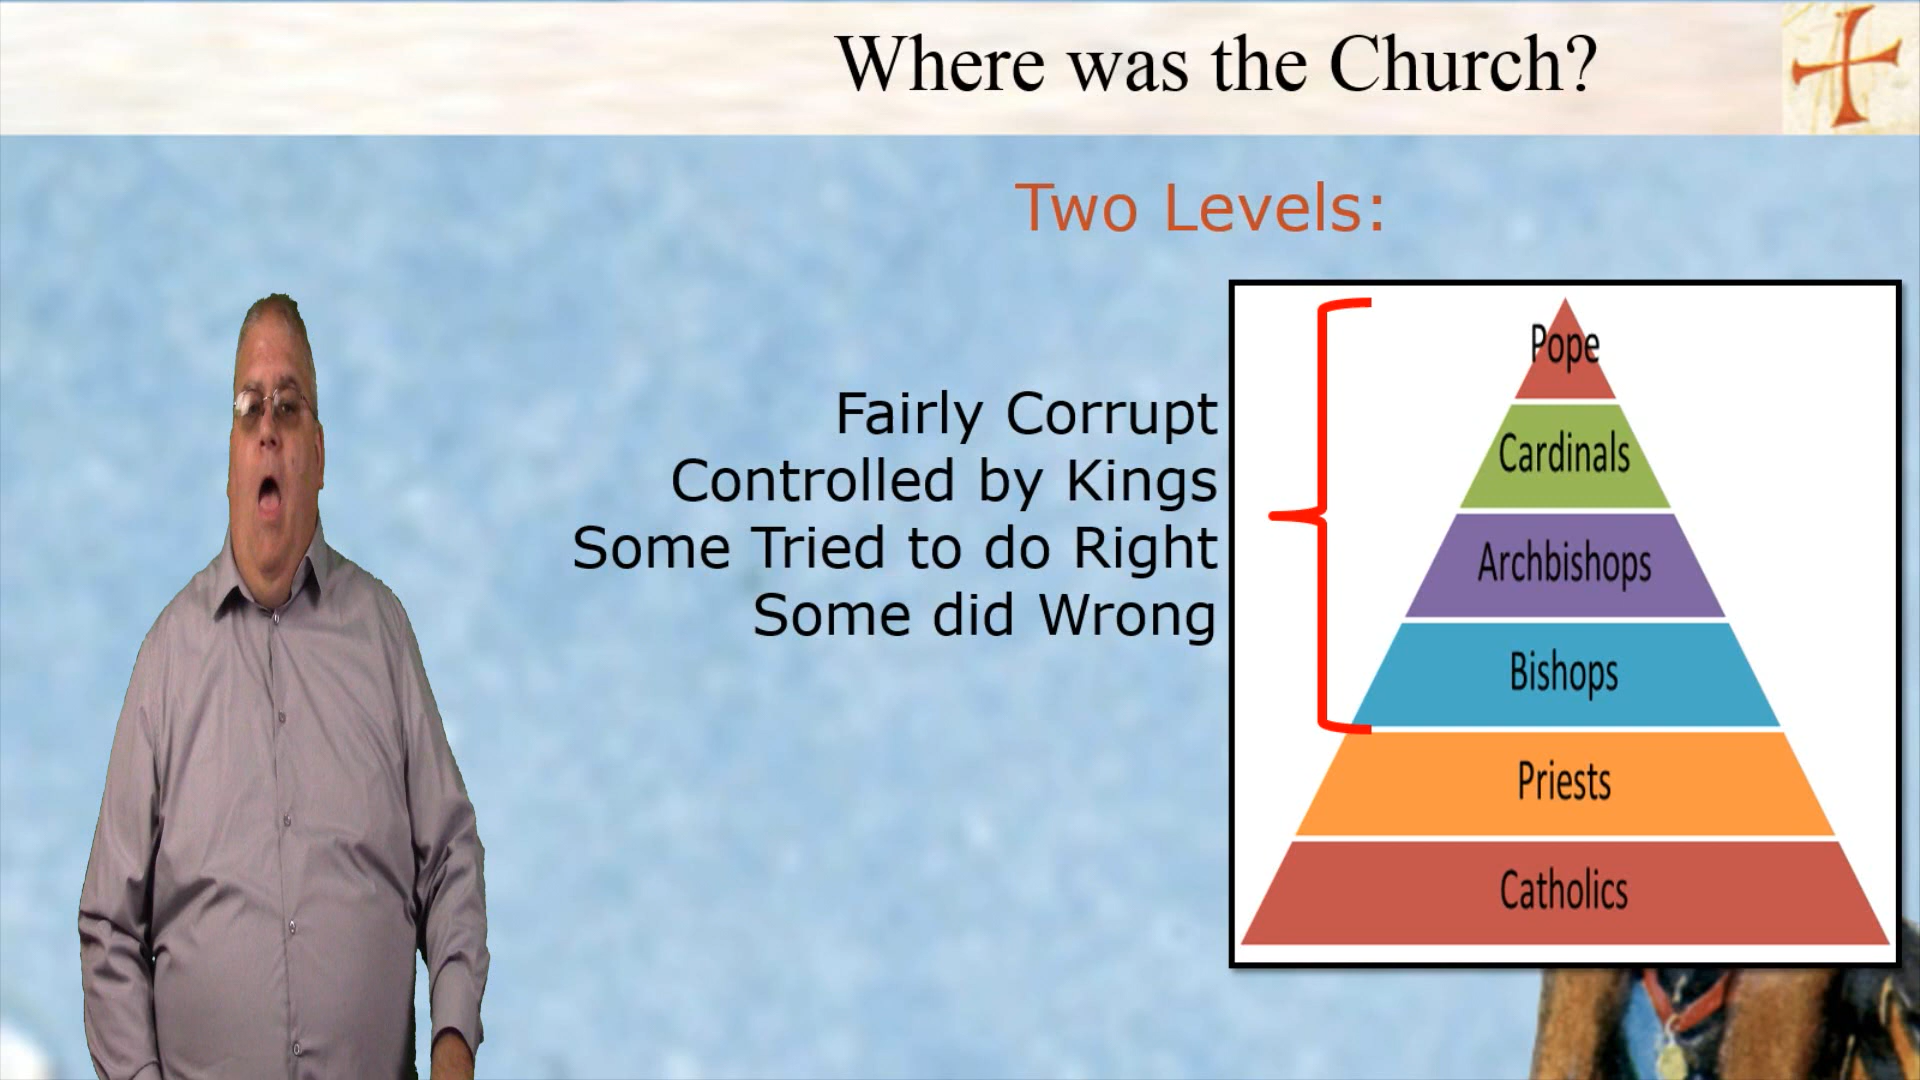 Where was the Church?
Two Levels:
Fairly Corrupt
Controlled by Kings
Some Tried to do Right
Some did Wrong
Pope
Cardinals
Archbishops
Bishops
Priests
Catholics